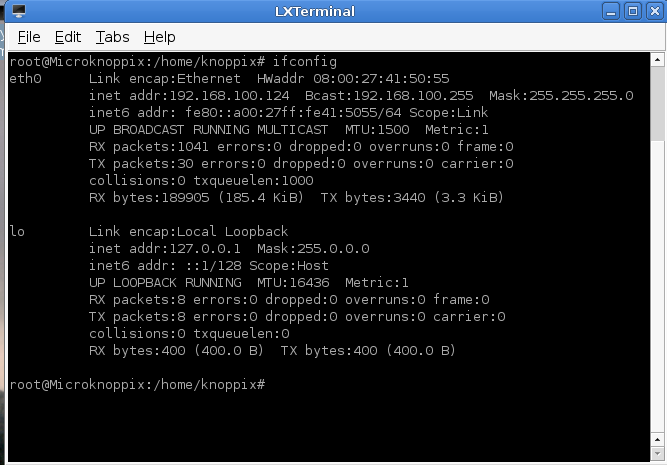 LXTerminal
File Edit Tabs Help
root@Microknoppix:/home/knoppix# ifconfig
eth0      Link encap:Ethernet  HWaddr 08:00:27:41:50:55
          inet addr:192.168.100.124  Bcast:192.168.100.255  Mask:255.255.255.0
          inet6 addr: fe80::a00:27ff:fe41:5055/64 Scope:Link
          UP BROADCAST RUNNING MULTICAST  MTU:1500  Metric:1
          RX packets:1041 errors:0 dropped:0 overruns:0 frame:0
          TX packets:30 errors:0 dropped:0 overruns:0 carrier:0
          collisions:0 txqueuelen:1000
          RX bytes:189905 (185.4 KiB)  TX bytes:3440 (3.3 KiB)
lo        Link encap:Local Loopback
          inet addr:127.0.0.1  Mask:255.0.0.0
          inet6 addr: ::1/128 Scope:Host
          UP LOOPBACK RUNNING  MTU:16436  Metric:1
          RX packets:8 errors:0 dropped:0 overruns:0 frame:0
          TX packets:8 errors:0 dropped:0 overruns:0 carrier:0
          collisions:0 txqueuelen:0
          RX bytes:400 (400.0 B)  TX bytes:400 (400.0 B)
root@Microknoppix:/home/knoppix#